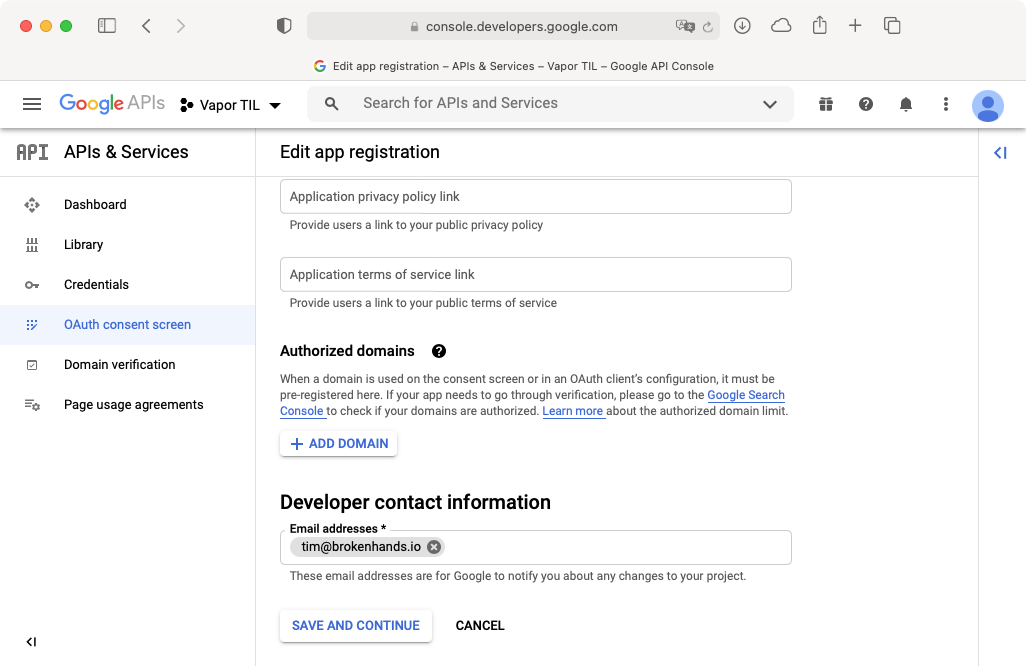 console.developers.google.com
Edit app registration – APIs & Services – Vapor TIL – Google API Console
Google APIs
Vapor TIL
Search for APIs and Services
API APIs & Services
Edit app registration
Dashboard
Library
Credentials
OAuth consent screen
Domain verification
Page usage agreements
Application privacy policy link
Provide users a link to your public privacy policy
Application terms of service link
Provide users a link to your public terms of service
Authorized domains
When a domain is used on the consent screen or in an OAuth client’s configuration, it must be
pre-registered here. If your app needs to go through verification, please go to the Google Search
Console to check if your domains are authorized. Learn more about the authorized domain limit.
ADD DOMAIN
Developer contact information
Email addresses *
tim@brokenhands.io
These email addresses are for Google to notify you about any changes to your project.
SAVE AND CONTINUE
CANCEL